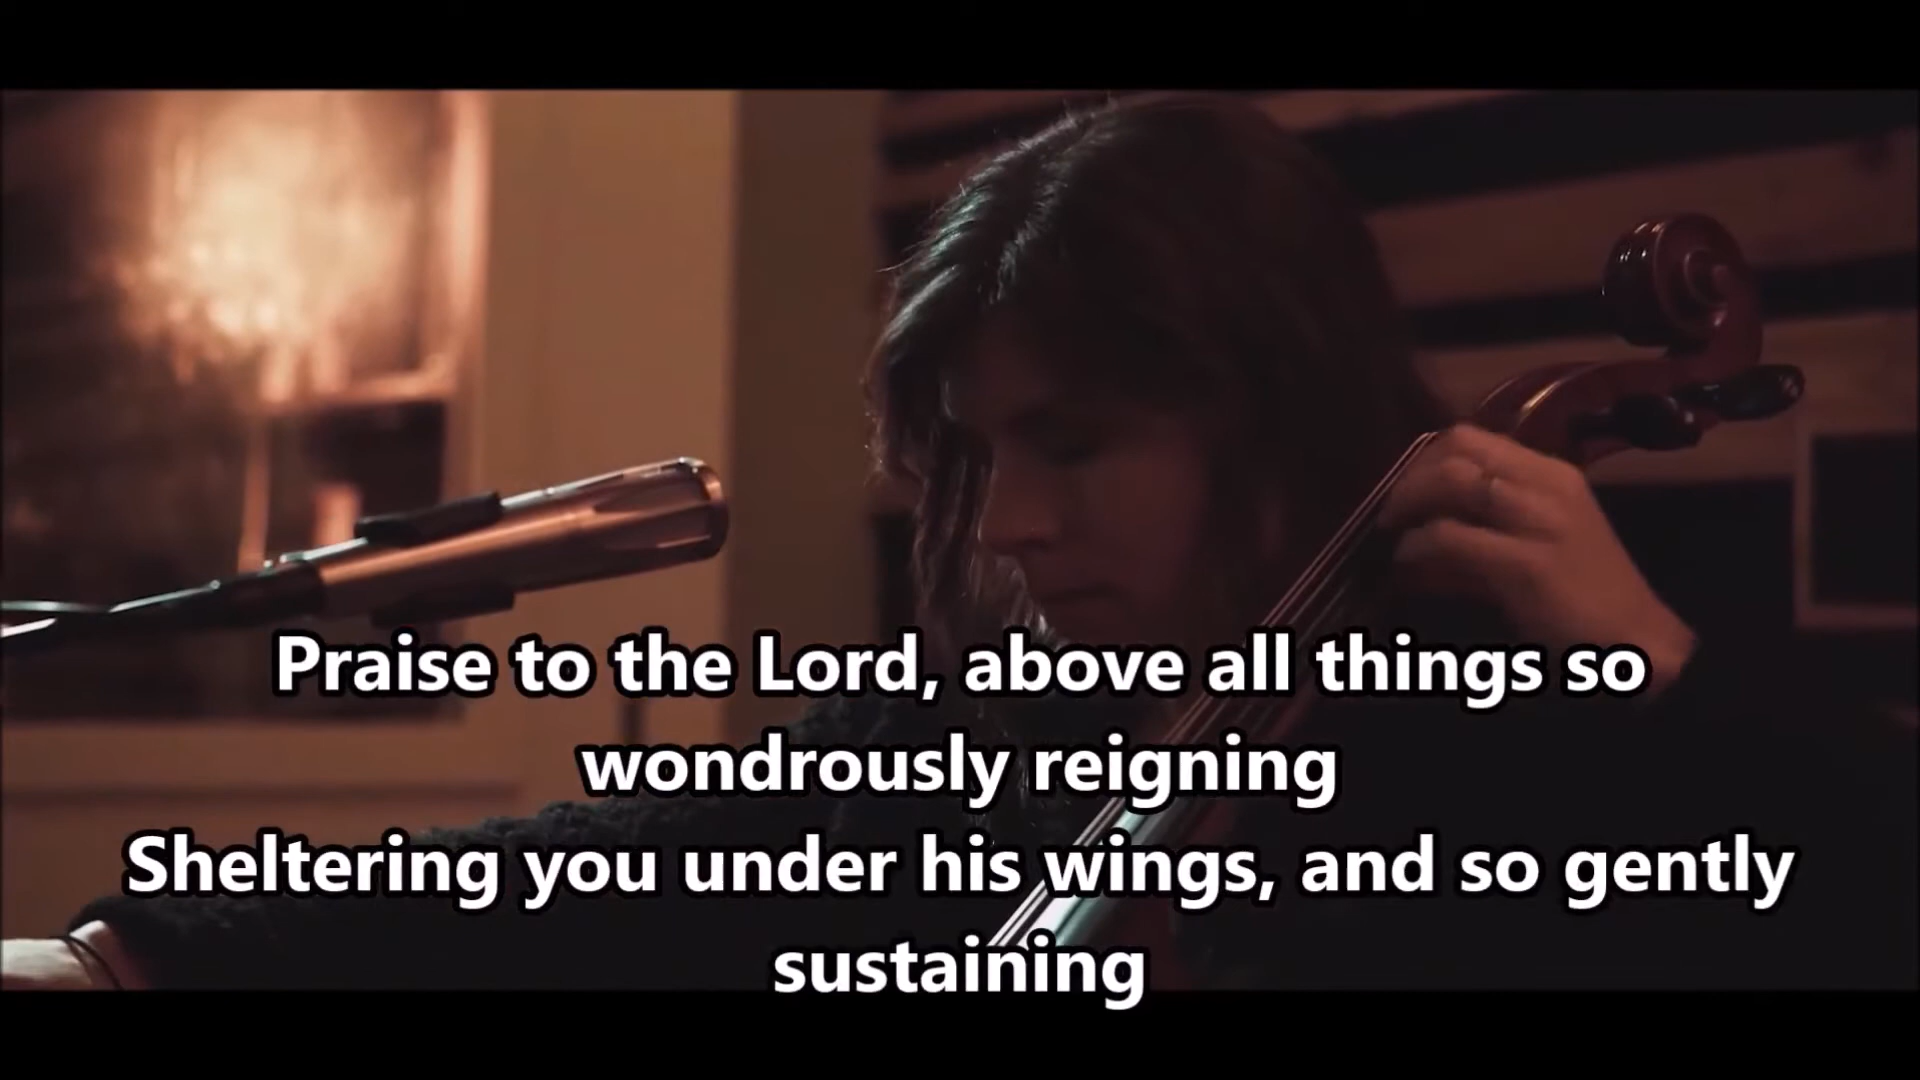 Praise to the Lord, above all things so
wondrously reigning
Sheltering you under his wings, and so gently
sustaining